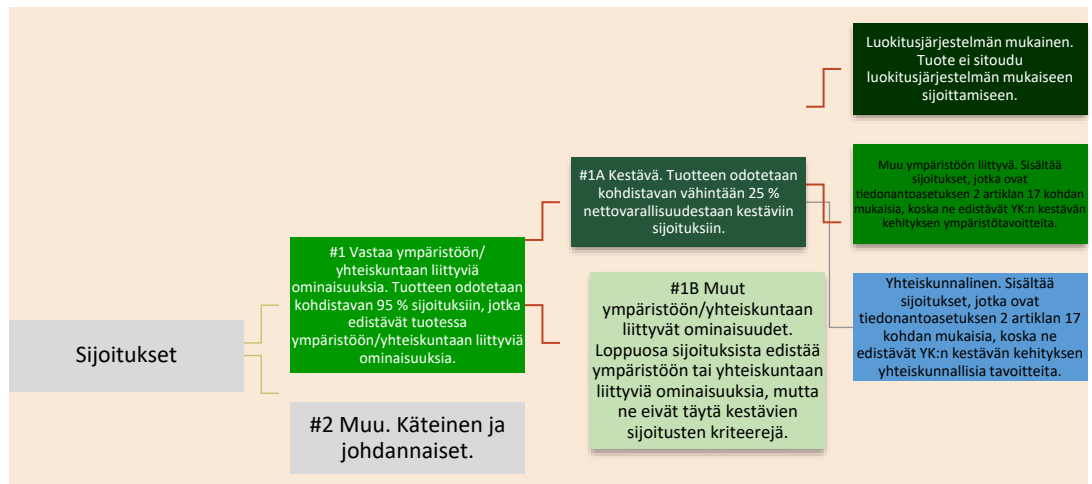 Sijoitukset
#1 Vastaa ympäristöön/
yhteiskuntaan liittyviä
ominaisuuksia. Tuotteen odotetaan
kohdistavan 95 % sijoituksiin, jotka
edistävät tuotessa
ympäristöön/yhteiskuntaan liittyviä
ominaisuuksia.
#2 Muu. Käteinen ja
johdannaiset.
#1A Kestävä. Tuotteen odotetaan
kohdistavan vähintään 25 %
nettovarallisuudestaan kestäviin
sijoituksiin.
#1B Muut
ympäristöön/yhteiskuntaan
liittyvät ominaisuudet.
Loppuosa sijoituksista edistää
ympäristöön tai yhteiskuntaan
liittyviä ominaisuuksia, mutta
ne eivät täytä kestävien
sijoitusten kriteerejä.
Luokitusjärjestelmän mukainen.
Tuote ei sitoudu
luokitusjärjestelmän mukaiseen
sijoittamiseen.
Muu ympäristöön liittyvä. Sisältää
sijoitukset, jotka ovat
tiedonantoasetuksen 2 artiklan 17 kohdan
mukaisia, koska ne edistävät YK:n kestävän
kehityksen ympäristötavoitteita.
Yhteiskunnalinen. Sisältää
sijoitukset, jotka ovat
tiedonantoasetuksen 2 artiklan 17
kohdan mukaisia, koska ne
edistävät YK:n kestävän kehityksen
yhteiskunnallisia tavoitteita.